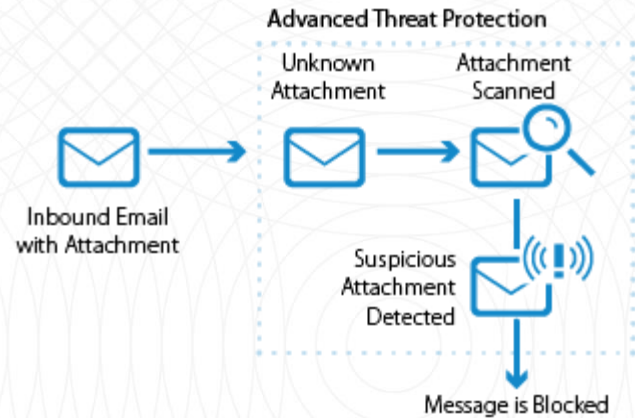 Advanced Threat Protection
Unknown
Attachment
Attachment
Scanned
Inbound Email
with Attachment
Suspicious
Attachment
Detected
Message is Blocked